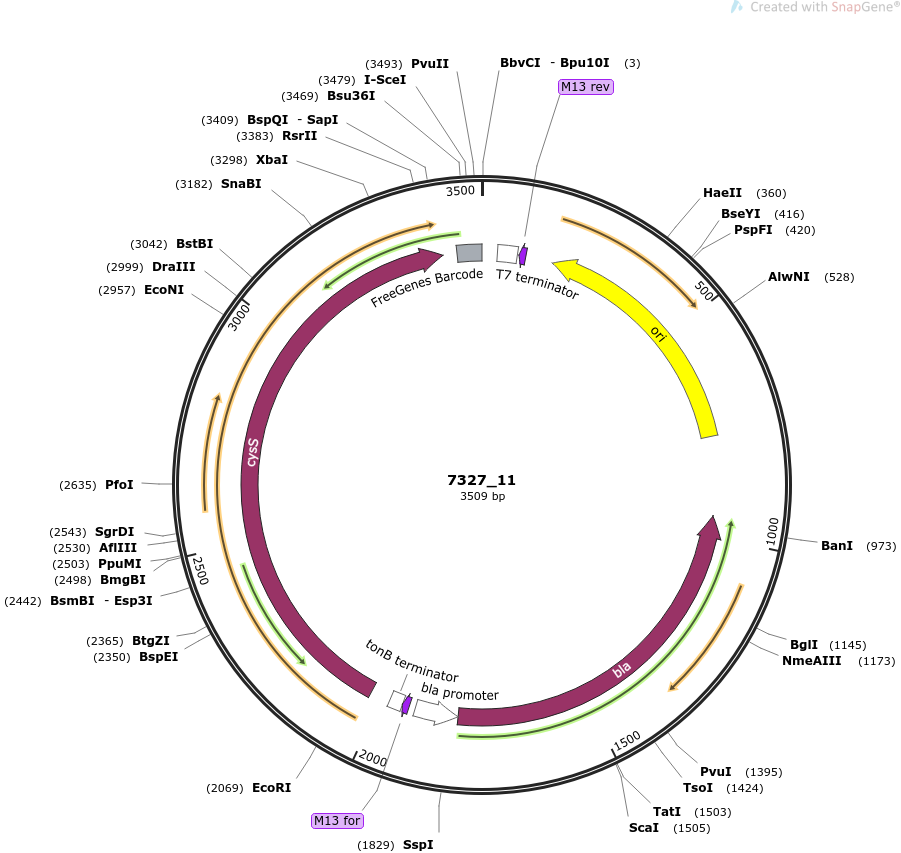 Created with SnapGene®
(3493) PvuII
BbvCI - Bpu10I (3)
(3479) I-SceI
M13 rev
(3469) Bsu36I
(3409) BspQI - SapI
(3383) RsrII
(3298) XbaI
(3182) SnaBI
3500
HaeII (360)
BseYI (416)
PspFI (420)
(3042) BstBI
(2999) DraIII
(2957) EcoNI
AlwNI (528)
FreeGenes Barcode
T7 terminator
500
3000
ori
cysS
7327_11
3509 bp
(2635) PfoI
(2543) SgrDI
(2530) AflIII
(2503) PpuMI
(2498) BmgBI
(2442) BsmBI - Esp3I
2500
1000
BanI (973)
(2365) BtgZI
(2350) BspEI
BglI (1145)
NmeAIII (1173)
tonB terminator
bla promoter
bla
2000
1500
(2069) EcoRI
PvuI (1395)
TsoI (1424)
M13 for
TatI (1503)
ScaI (1505)
(1829) SspI